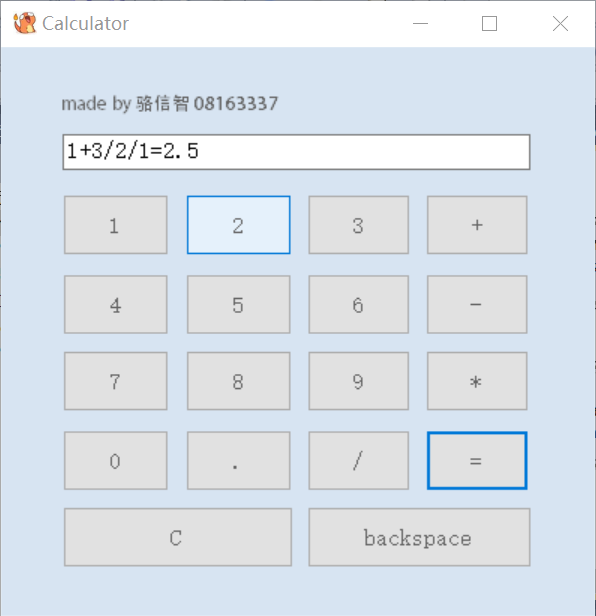 Calculator
made by 骆信智 08163337
1+3/2/1=2.5
1 2 3 +
4 5 6 -
7 8 9 *
0 . / =
C backspace